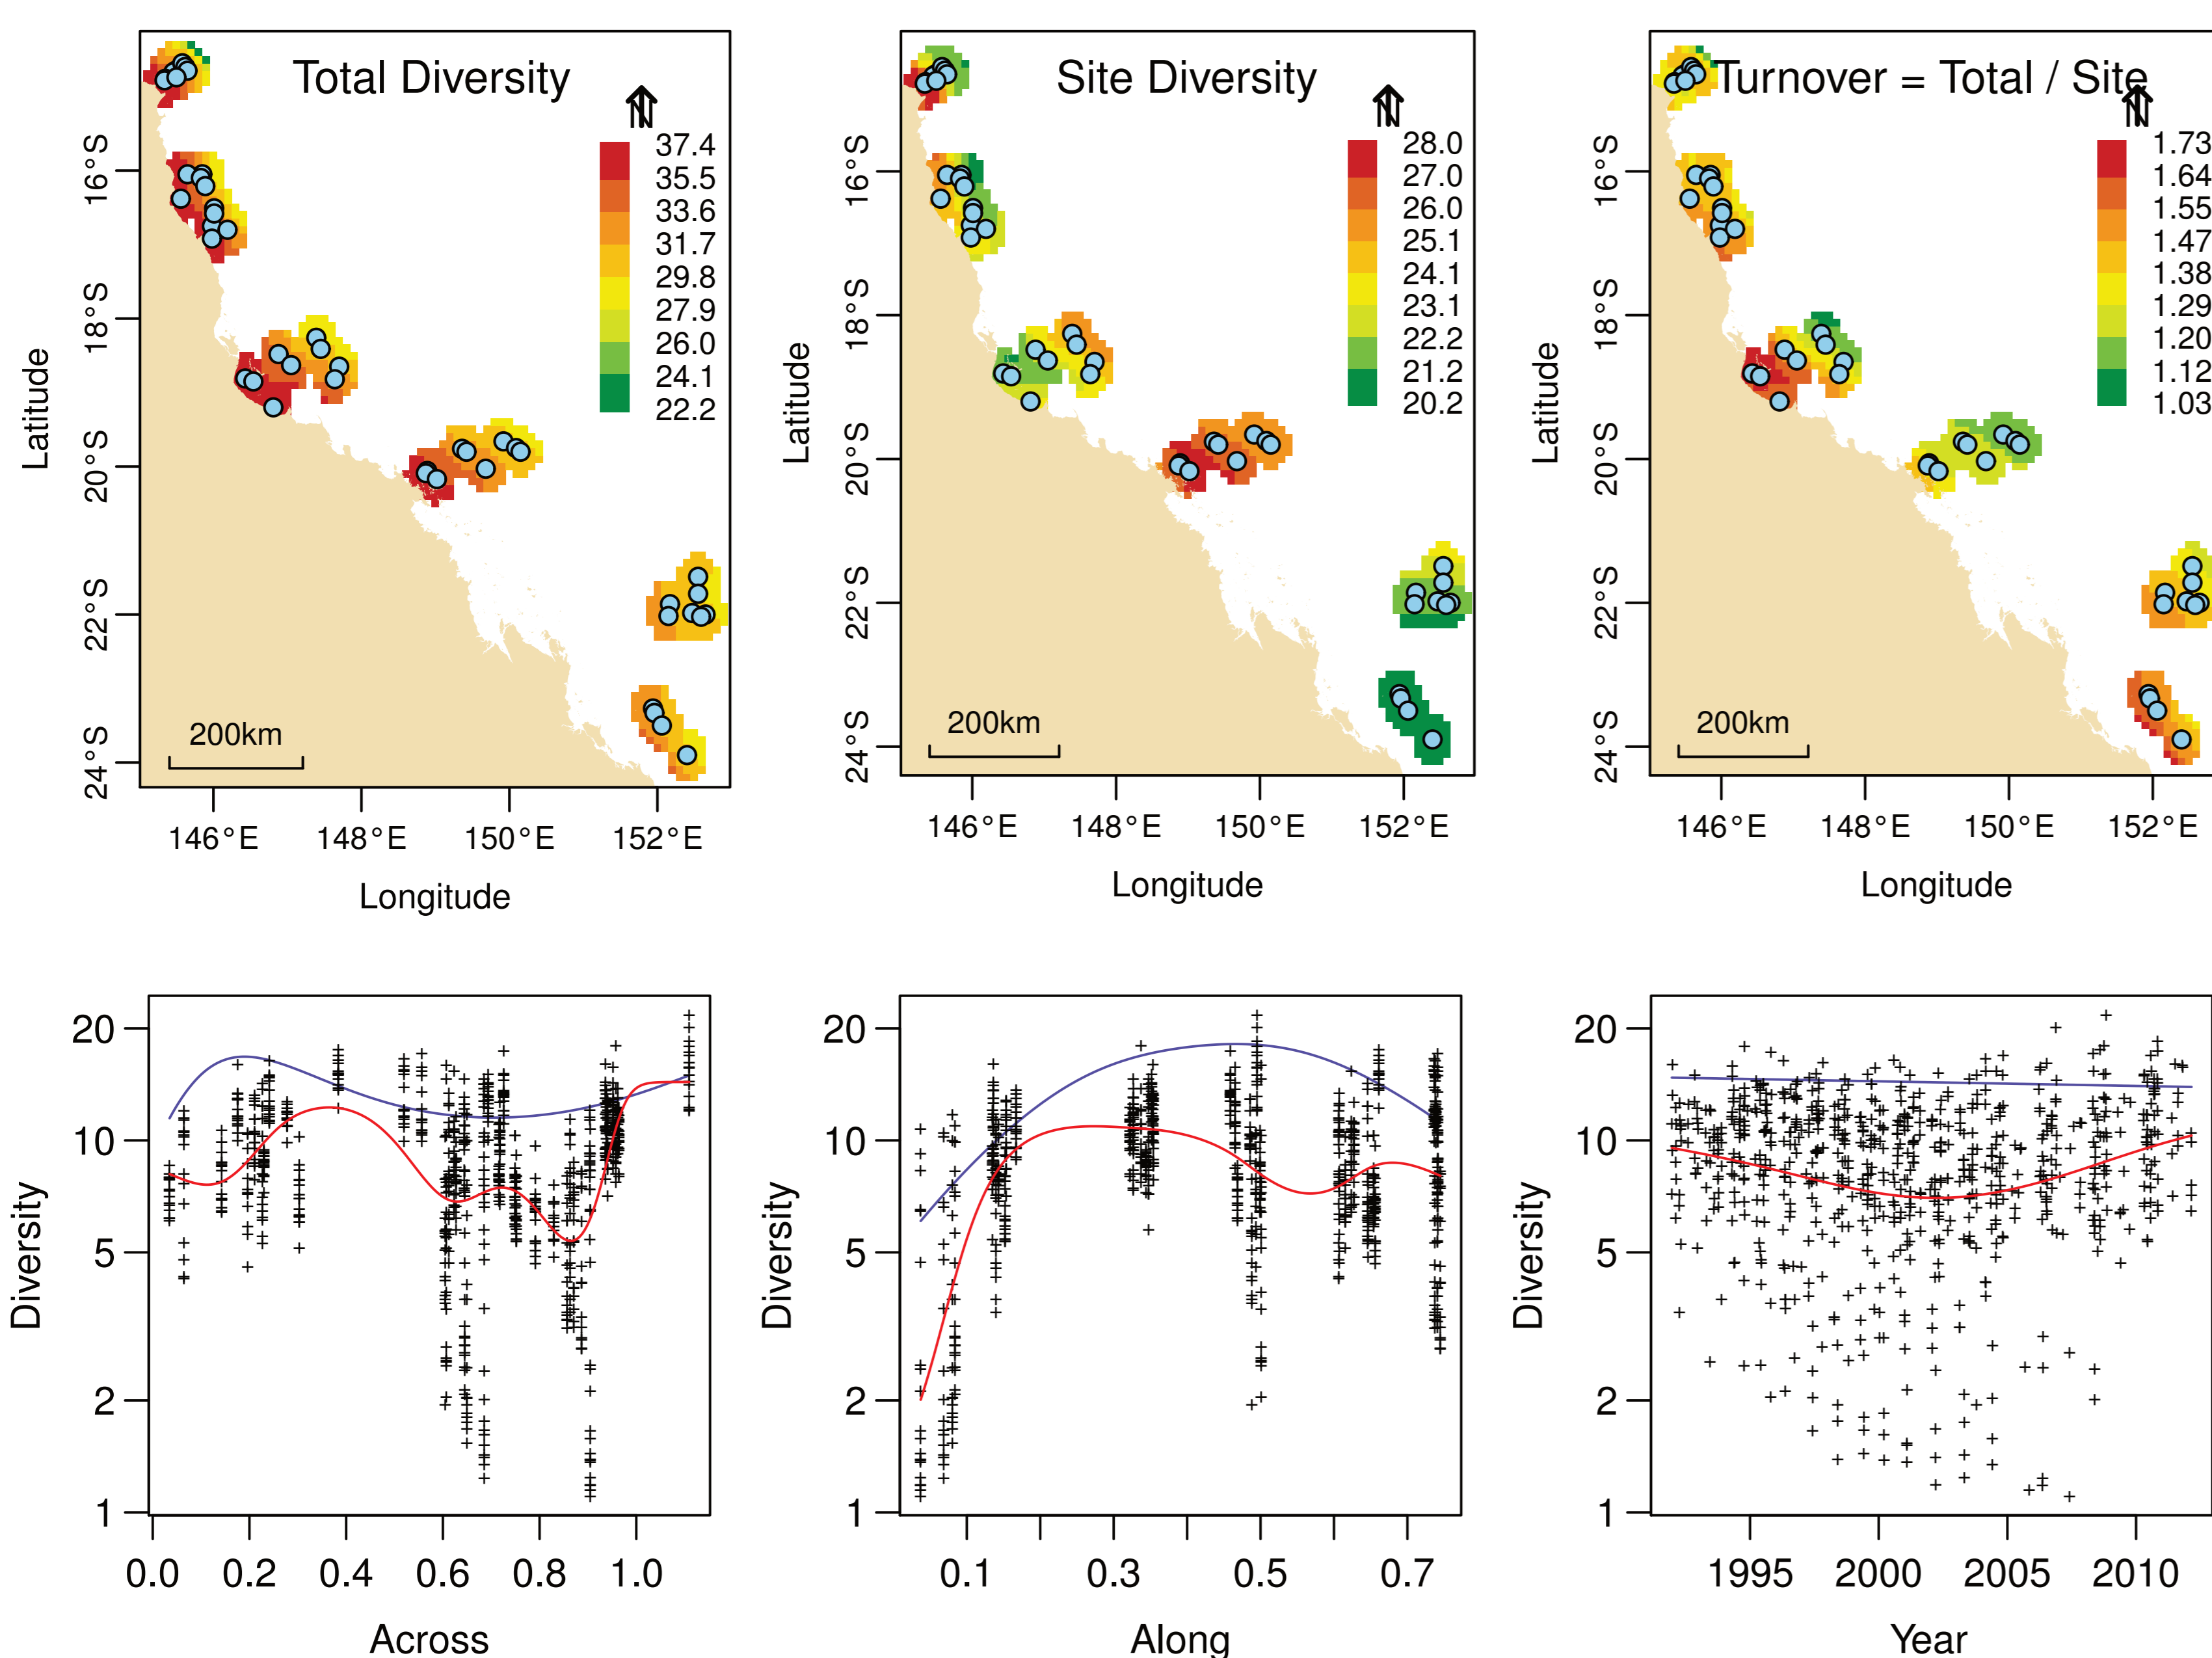 Total Diversity
N
37.4
35.5
33.6
31.7
29.8
27.9
26.0
24.1
22.2
16°S
18°S
20°S
22°S
24°S
Latitude
200km
146°E 148°E 150°E 152°E
Longitude
Site Diversity
N
28.0
27.0
26.0
25.1
24.1
23.1
22.2
21.2
20.2
16°S
18°S
20°S
22°S
24°S
Latitude
200km
146°E 148°E 150°E 152°E
Longitude
Turnover = Total / Site
N
1.73
1.64
1.55
1.47
1.38
1.29
1.20
1.12
1.03
16°S
18°S
20°S
22°S
24°S
Latitude
200km
146°E 148°E 150°E 152°E
Longitude
20
10
5
2
1
Diversity
0.0 0.2 0.4 0.6 0.8 1.0
Across
20
10
5
2
1
Diversity
0.1 0.3 0.5 0.7
Along
20
10
5
2
1
Diversity
1995 2000 2005 2010
Year